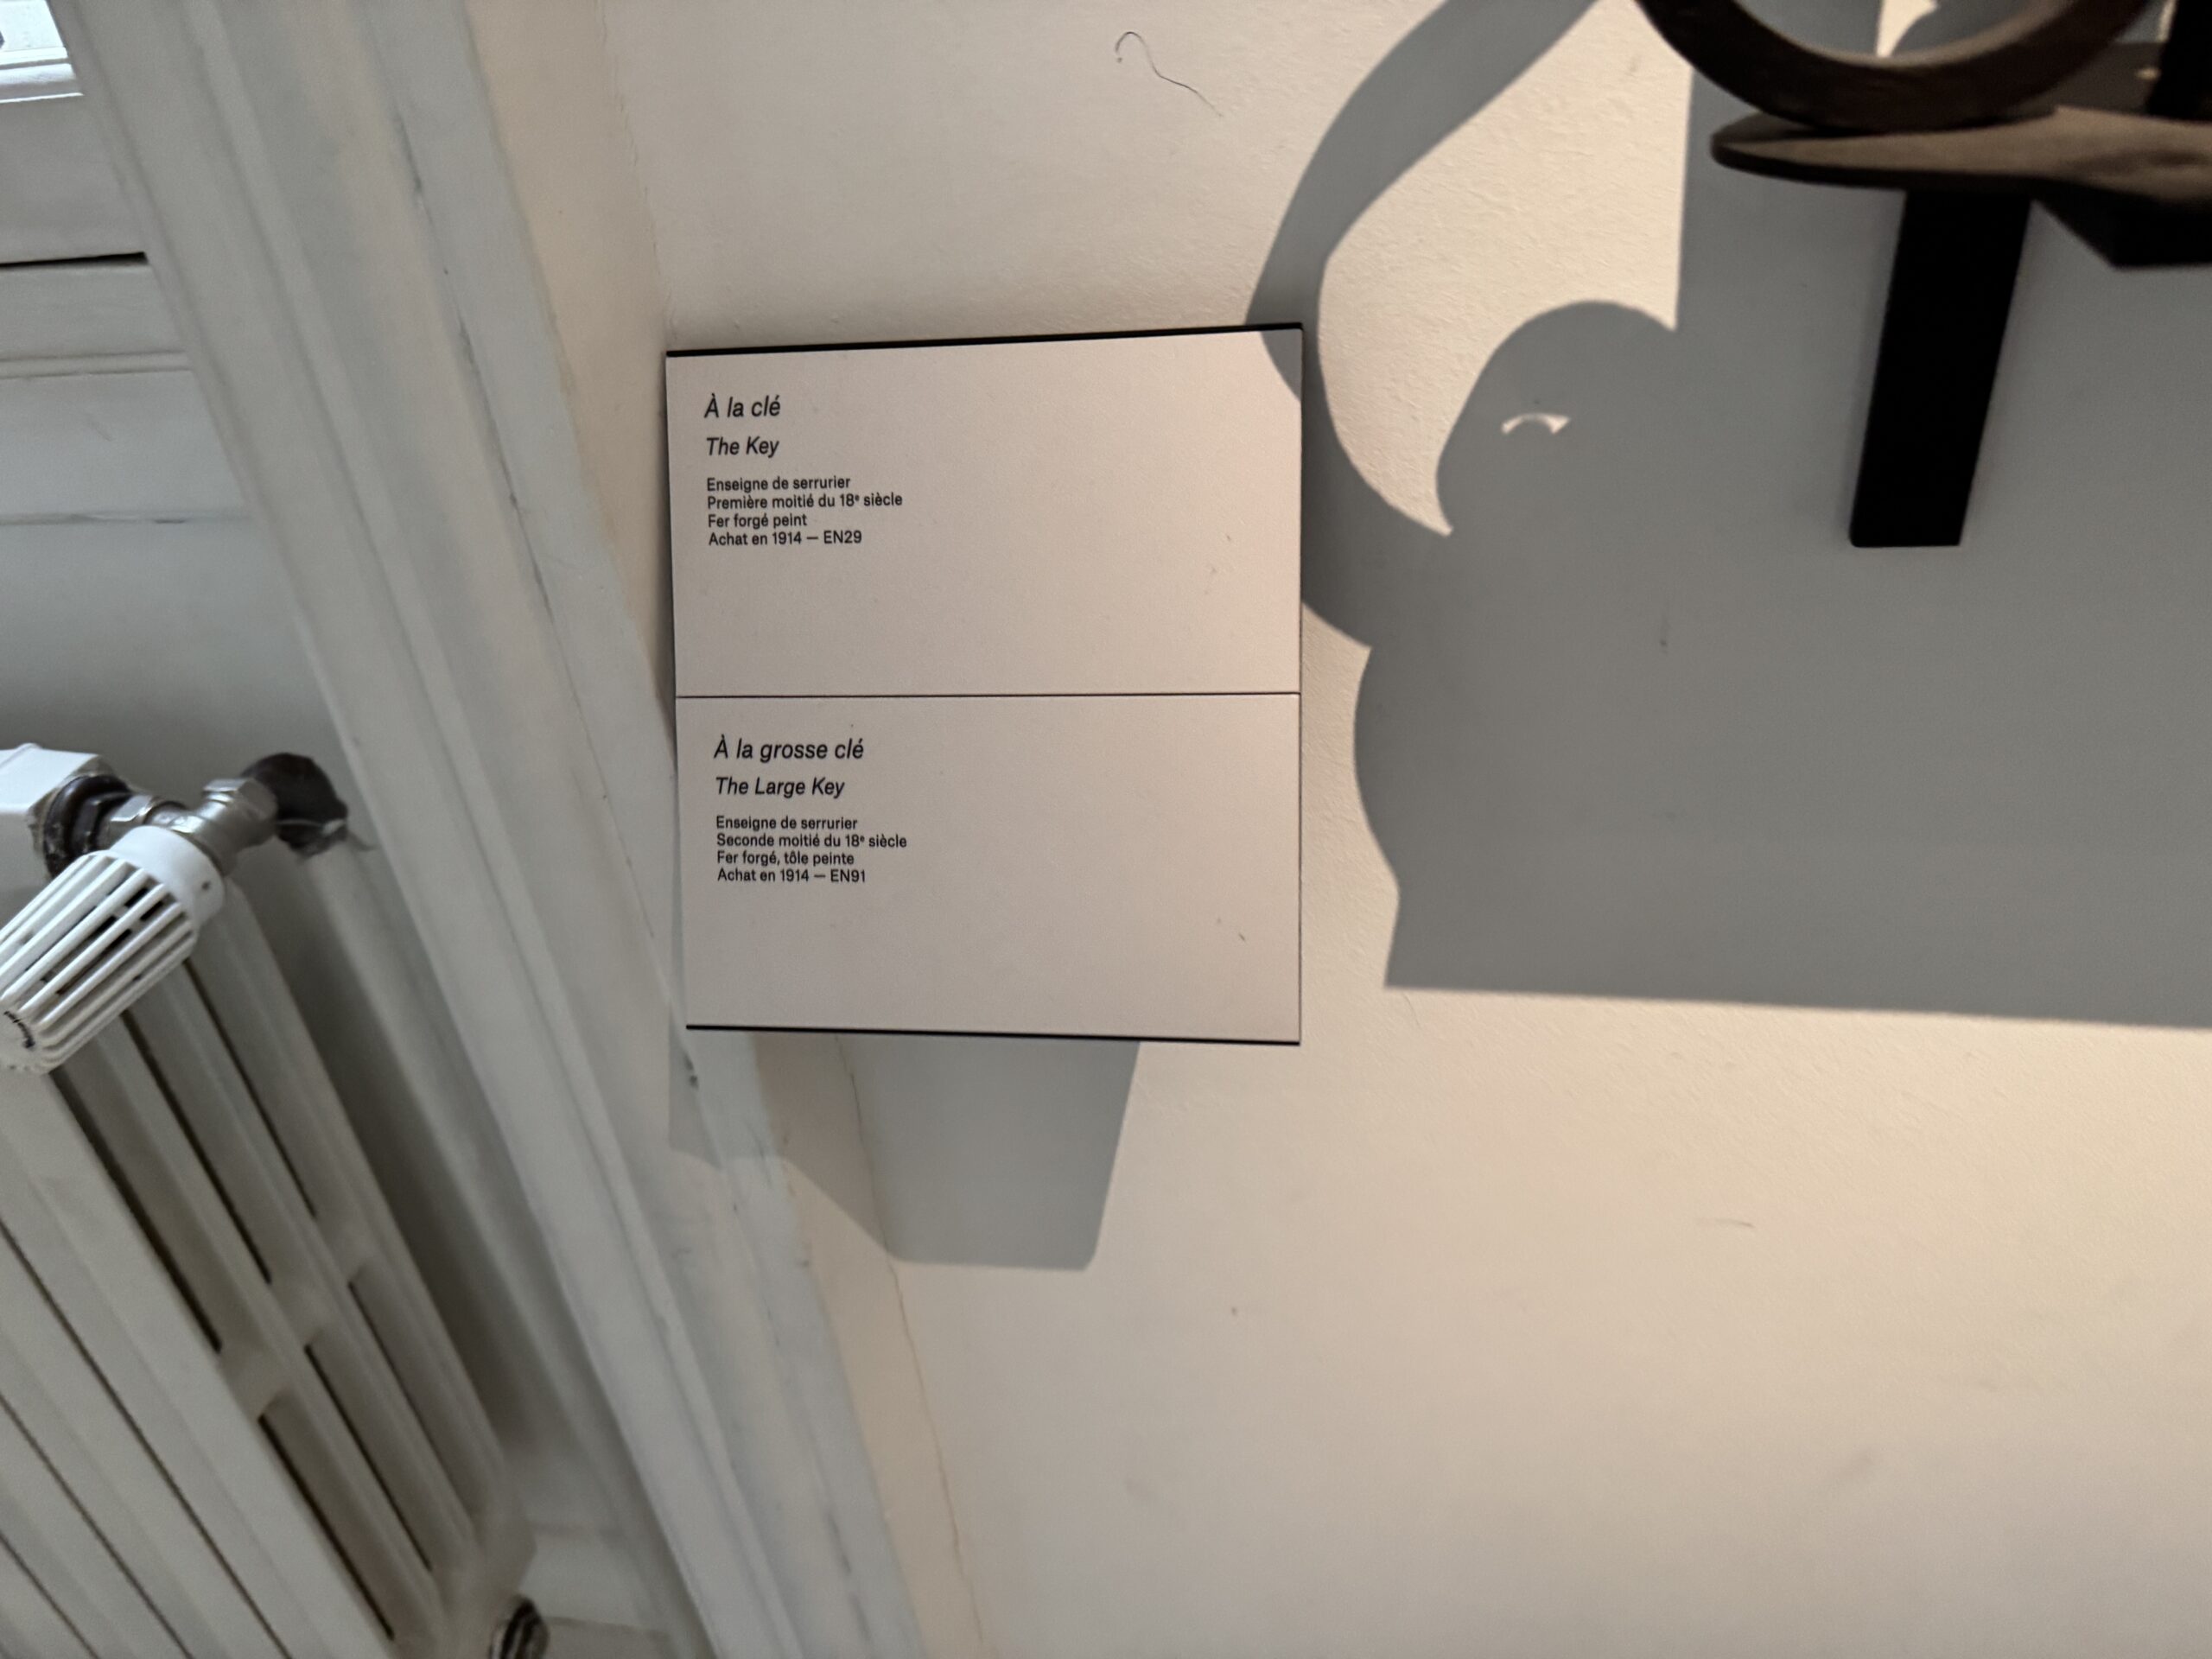 À la clé
The Key
Enseigne de serrurier
Première moitié du 18ᵉ siècle
Fer forgé peint
Achat en 1914 — EN29
À la grosse clé
The Large Key
Enseigne de serrurier
Seconde moitié du 18ᵉ siècle
Fer forgé, tôle peinte
Achat en 1914 — EN91